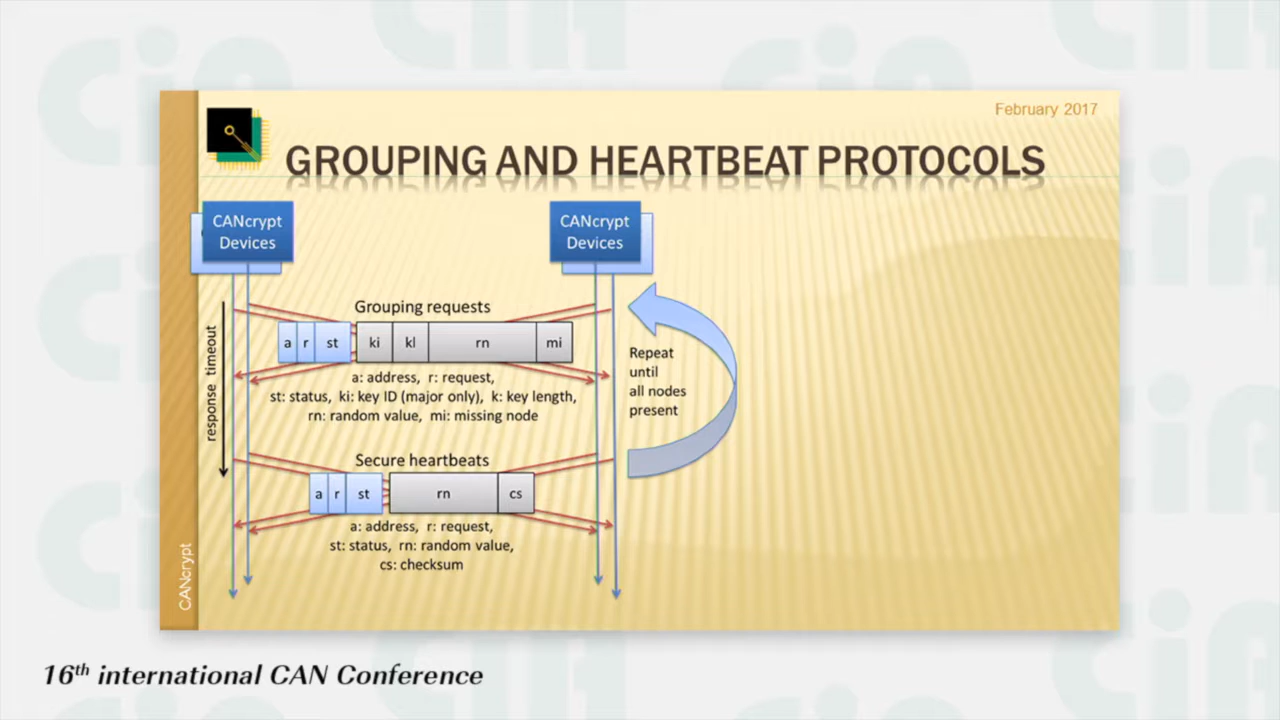 February 2017
GROUPING AND HEARTBEAT PROTOCOLS
CANcrypt
Devices
CANcrypt
Devices
Grouping requests
a r st ki kl rn mi
a: address, r: request,
st: status, ki: key ID (major only), k: key length,
rn: random value, mi: missing node
response timeout
Repeat
until
all nodes
present
Secure heartbeats
a r st rn cs
a: address, r: request,
st: status, rn: random value,
cs: checksum
CANcrypt
16th international CAN Conference
CiA